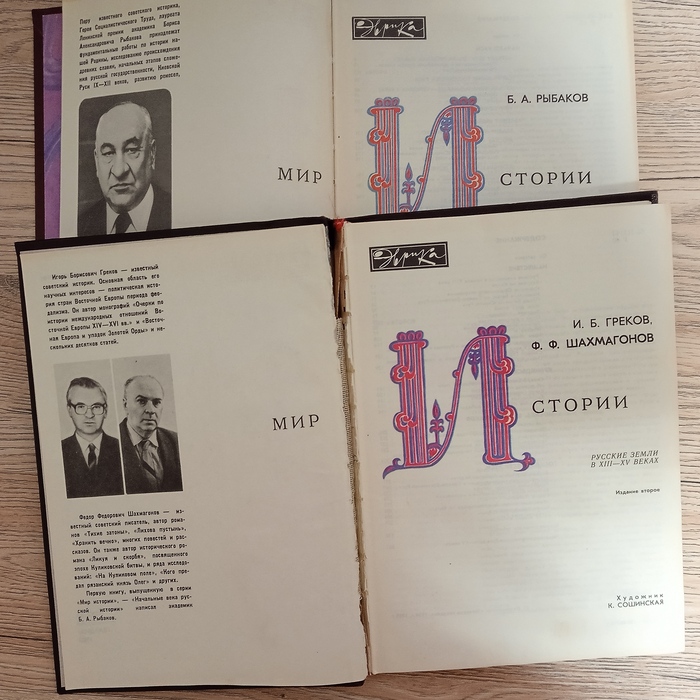 Перу известного советского историка,
Героя Социалистического Труда, лауреата
Ленинской премии академика Бориса
Александровича Рыбакова принадлежат
фундаментальные работы по истории на-
шей Родины, исследованию происхождения
древних славян, начальных этапов сложе-
ния русской государственности, Киевской
Руси IX—XII веков, развитию ремесел,
МИР
Эврика
Б. А. РЫБАКОВ
ИСТОРИИ
Игорь Борисович Греков — известный
советский историк. Основная область его
научных интересов — политическая исто-
рия стран Восточной Европы периода фео-
дализма. Он автор монографий «Очерки по
истории международных отношений Во-
сточной Европы XIV—XVI вв.» и «Восточ-
ная Европа и упадок Золотой Орды» и не-
скольких десятков статей.
МИР
Федор Федорович Шахмагонов — из-
вестный советский писатель, автор рома-
нов «Тихие затоны», «Лихова пустынь»,
«Хранить вечно», многих повестей и рас-
сказов. Он также автор исторического ро-
мана «Ликуя и скорбя», посвященного
эпохе Куликовской битвы, и ряда исследо-
ваний: «На Куликовом поле», «Кого пре-
дал рязанский князь Олег» и других.
Первую книгу, выпущенную в серии
«Мир истории», — «Начальные века рус-
ской истории» написал академик
Б. А. Рыбаков.
Эврика
И. Б. ГРЕКОВ,
Ф. Ф. ШАХМАГОНОВ
ИСТОРИИ
РУССКИЕ ЗЕМЛИ
В XIII—XV ВЕКАХ
Издание второе
Художник
К. СОШИНСКАЯ